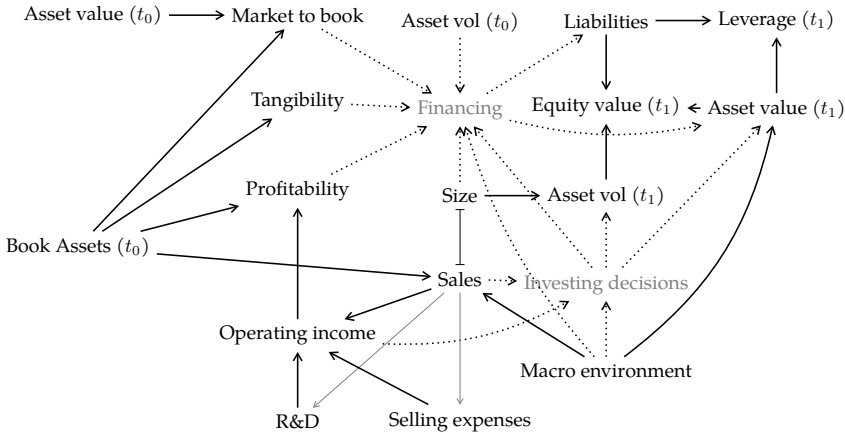 Asset value (t₀)
Market to book
Asset vol (t₀)
Liabilities
Leverage (t₁)
Tangibility
Financing
Equity value (t₁)
Asset value (t₁)
Profitability
Size
Asset vol (t₁)
Book Assets (t₀)
Sales
Investing decisions
Operating income
Macro environment
R&D
Selling expenses